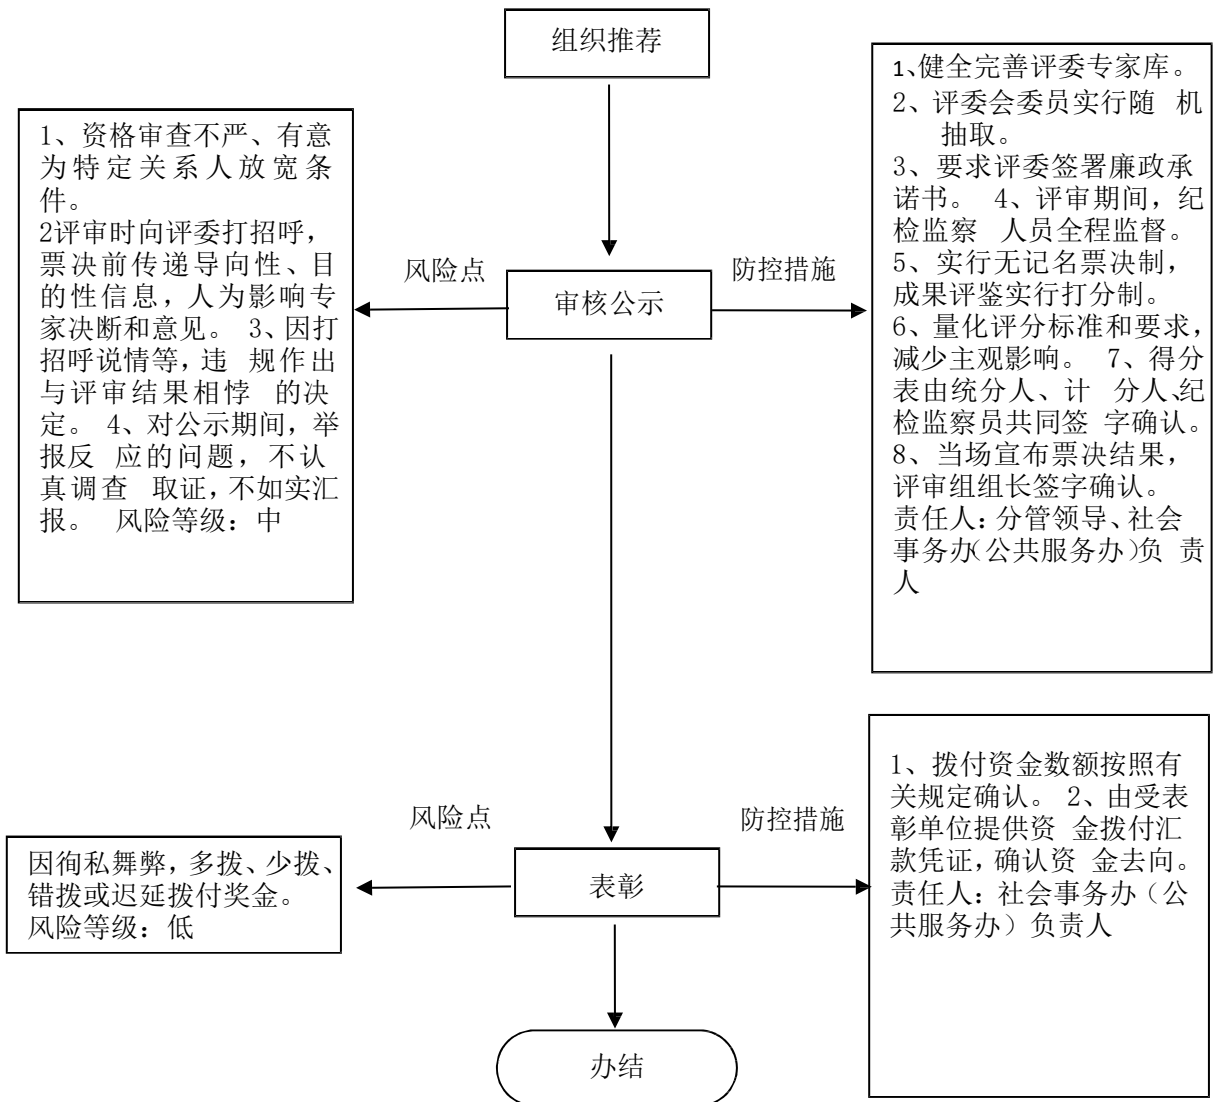 组织推荐
1、资格审查不严、有意
为特定关系人放宽条
件。
2评审时向评委打招呼，
票决前传递导向性、目
的性信息，人为影响专
家决断和意见。 3、因打
招呼说情等，违 规作出
与评审结果相悖 的决
定。 4、对公示期间，举
报反 应的问题，不认
真调查 取证，不如实汇
报。 风险等级：中
风险点
审核公示
防控措施
1、健全完善评委专家库。
2、评委会委员实行随 机
抽取。
3、要求评委签署廉政承
诺书。 4、评审期间，纪
检监察 人员全程监督。
5、实行无记名票决制，
成果评鉴实行打分制。
6、量化评分标准和要求，
减少主观影响。 7、得分
表由统分人、计 分人、纪
检监察员共同签 字确认。
8、当场宣布票决结果，
评审组组长签字确认。
责任人：分管领导、社会
事务办（公共服务办）负 责
人
风险点
因徇私舞弊，多拨、少拨、
错拨或迟延拨付奖金。
风险等级：低
表彰
防控措施
1、拨付资金数额按照有
关规定确认。 2、由受表
彰单位提供资 金拨付汇
款凭证，确认资 金去向。
责任人：社会事务办（公
共服务办）负责人
办结